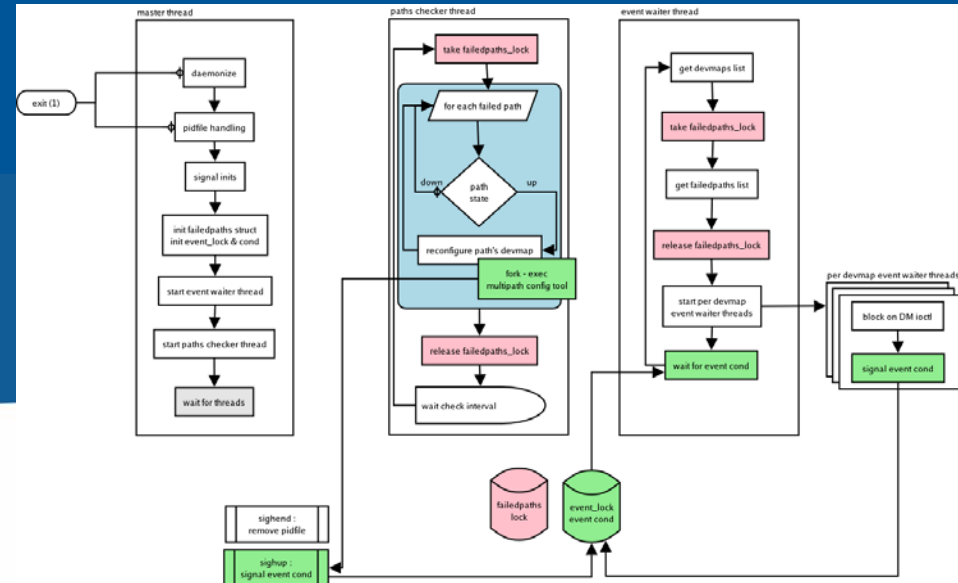 master thread
daemonize
exit (1)
pidfile handling
signal inits
init failedpaths struct
init event_lock & cond
start event waiter thread
start paths checker thread
wait for threads
paths checker thread
take failedpaths_lock
for each failed path
down
up
path
state
reconfigure path's devmap
fork - exec
multipath config tool
release failedpaths_lock
wait check interval
event waiter thread
get devmaps list
take failedpaths_lock
get failedpaths list
release failedpaths_lock
start per devmap
event waiter threads
wait for event cond
per devmap event waiter threads
block on DM ioctl
signal event cond
failedpaths
lock
event_lock
event cond
sighend :
remove pidfile
sighup :
signal event cond